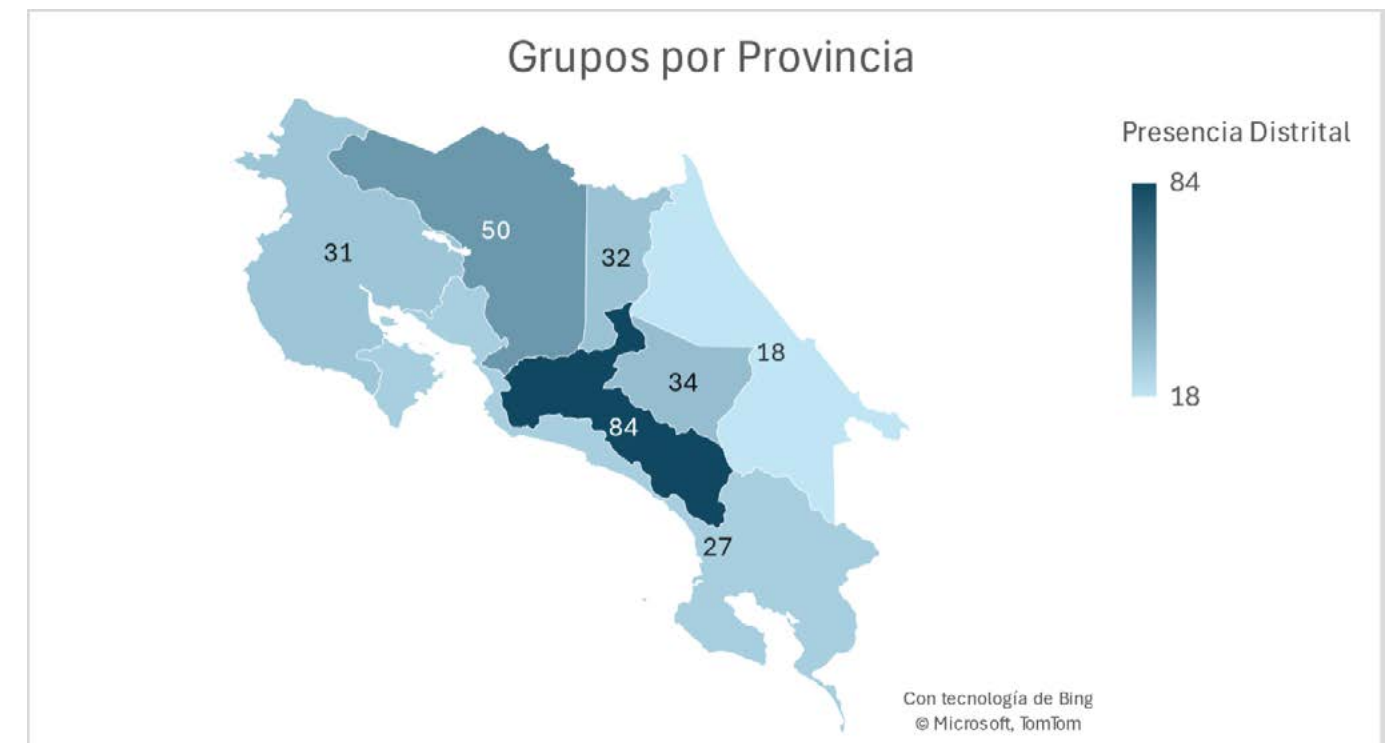 Grupos por Provincia
Presencia Distrital
84
18
31
50
32
18
34
84
27
Con tecnología de Bing
© Microsoft, TomTom